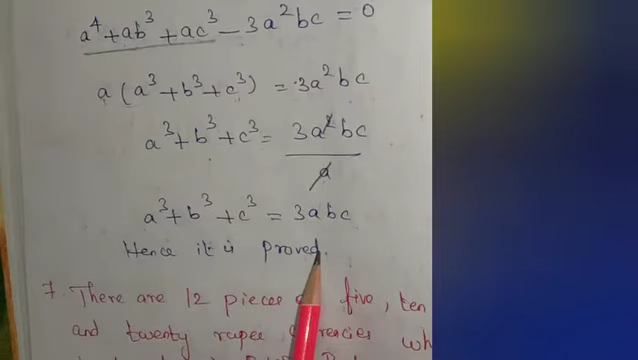 a⁴ + ab³ + ac³ - 3a²bc = 0
a (a³ + b³ + c³) = 3a²bc
a³ + b³ + c³ = 3a²bc / a
a³ + b³ + c³ = 3abc
Hence it is proved.
7. There are 12 pieces five, ten
and twenty rupee